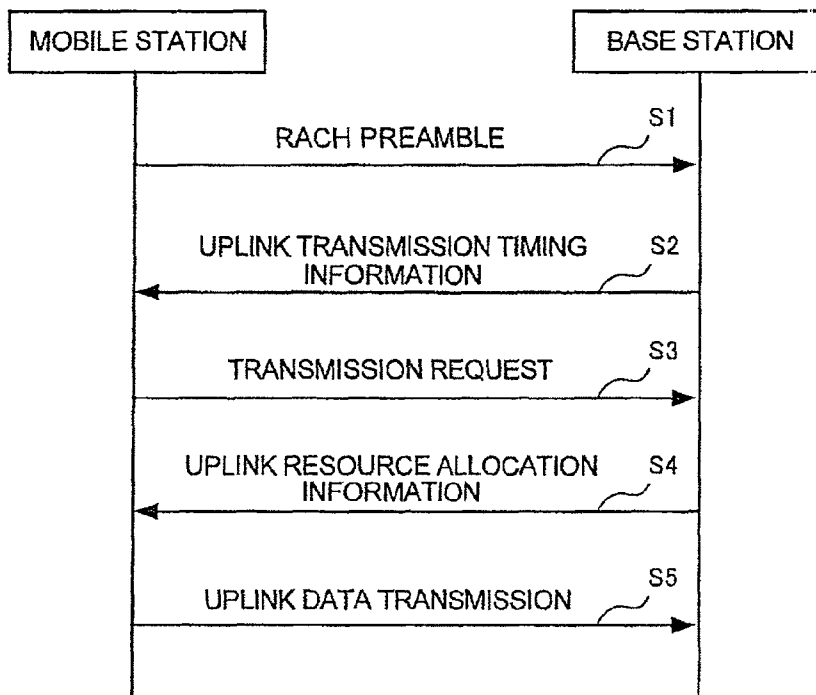 MOBILE STATION
BASE STATION
RACH PREAMBLE
S1
UPLINK TRANSMISSION TIMING
INFORMATION
S2
TRANSMISSION REQUEST
S3
UPLINK RESOURCE ALLOCATION
INFORMATION
S4
UPLINK DATA TRANSMISSION
S5